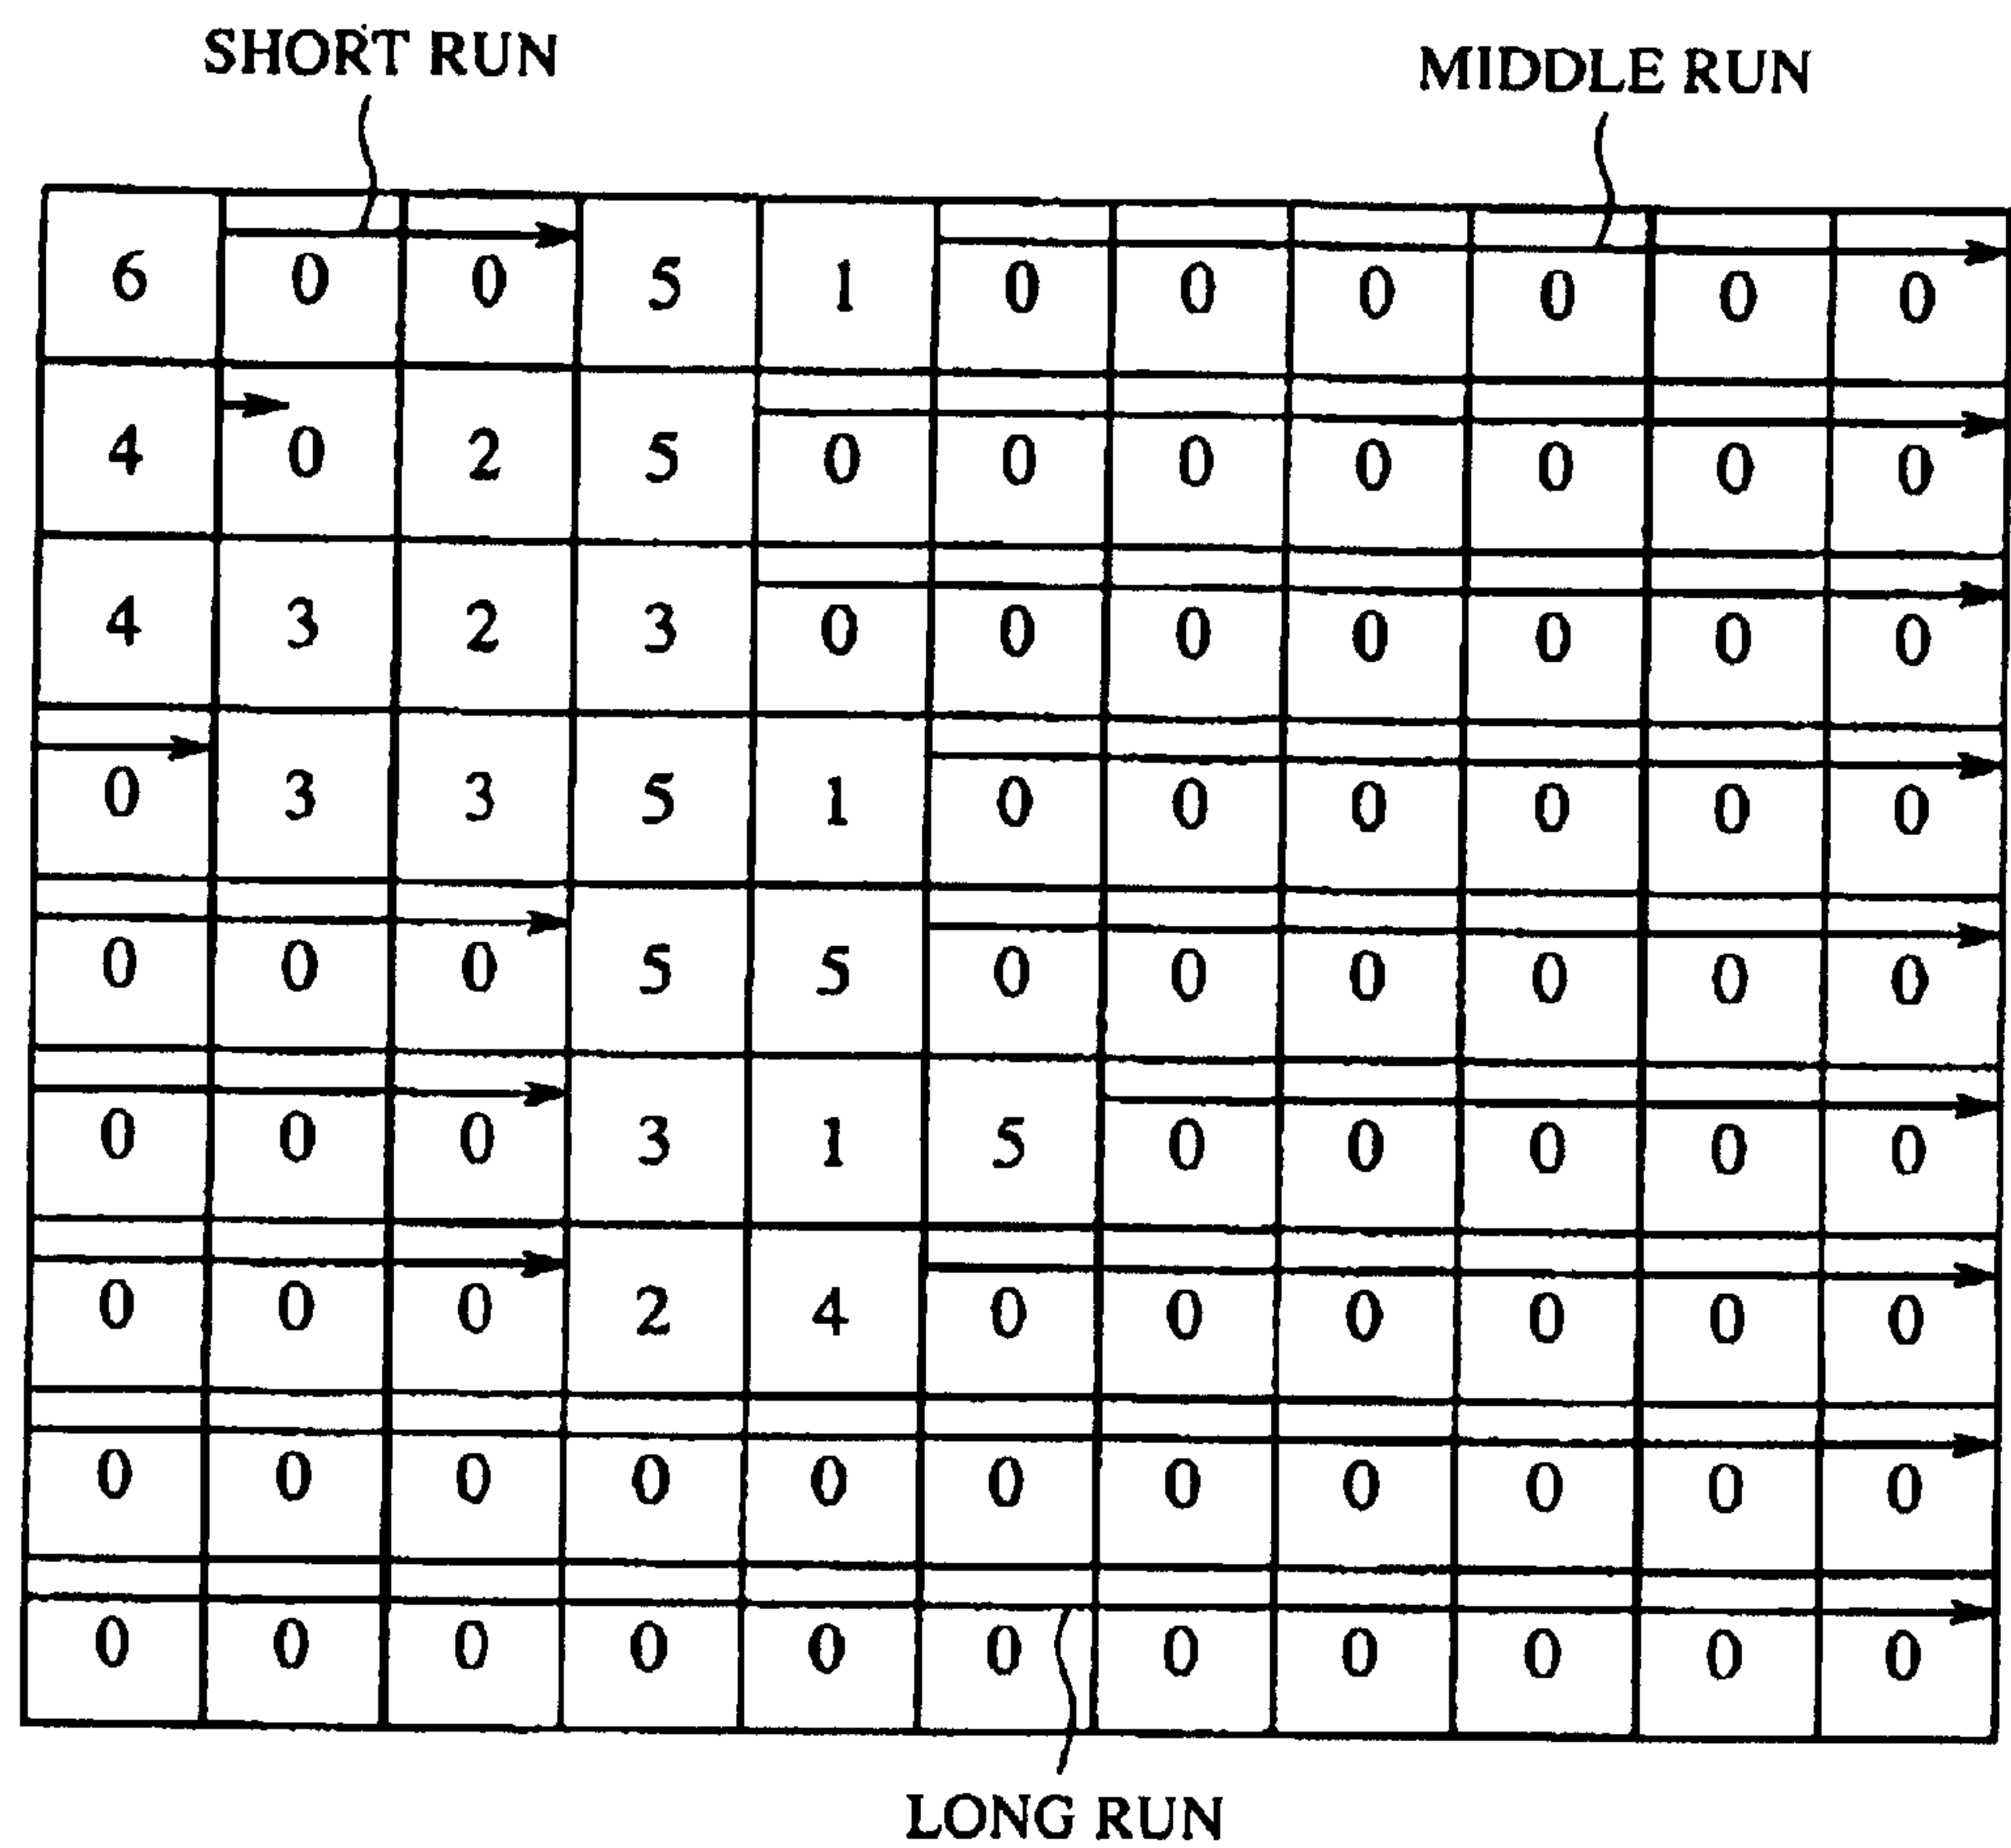 SHORT RUN
MIDDLE RUN
6 0 0 5 1 0 0 0 0 0 0
4 0 2 5 0 0 0 0 0 0 0
4 3 2 3 0 0 0 0 0 0 0
0 3 3 5 1 0 0 0 0 0 0
0 0 0 5 5 0 0 0 0 0 0
0 0 0 3 1 5 0 0 0 0 0
0 0 0 2 4 0 0 0 0 0 0
0 0 0 0 0 0 0 0 0 0 0
0 0 0 0 0 0 0 0 0 0 0
LONG RUN